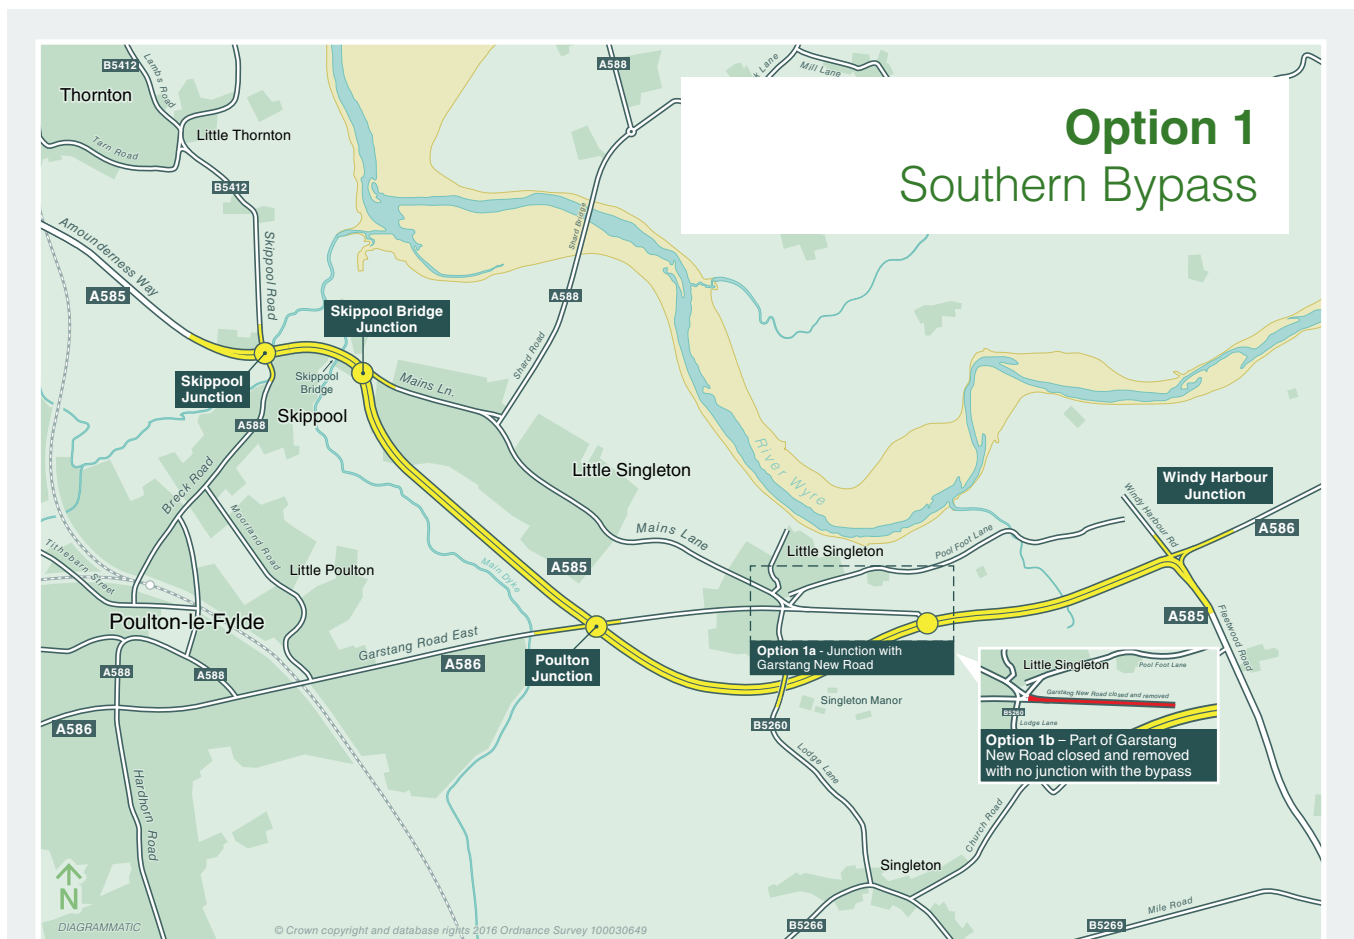 Option 1
Southern Bypass
B5412
Lambs Road
Thornton
Little Thornton
Tarn Road
B5412
A588
Mill Lane
Amounderness Way
Skippool Road
A585
Shard Bridge
A588
Skippool Bridge
Junction
Skippool
Junction
Skippool
Bridge
Mains Ln.
Shard Road
Skippool
A588
Little Singleton
River Wyre
Breck Road
Moorland Road
Mains Lane
Windy Harbour
Junction
Windy Harbour Rd
A586
Pool Foot Lane
Little Singleton
Tithebarn Street
Little Poulton
Main Dyke
A585
Poulton-le-Fylde
A585
Fleetwood Road
Garstang Road East
A586
Poulton
Junction
Option 1a - Junction with
Garstang New Road
A588
A588
Singleton Manor
B5260
Lodge Lane
A586
Little Singleton
Pool Foot Lane
Garstang New Road closed and removed
B5260
Lodge Lane
Option 1b – Part of Garstang
New Road closed and removed
with no junction with the bypass
Hardhorn Road
Church Road
Singleton
N
DIAGRAMMATIC
© Crown copyright and database rights 2016 Ordnance Survey 100030649
B5266
B5269
Mile Road